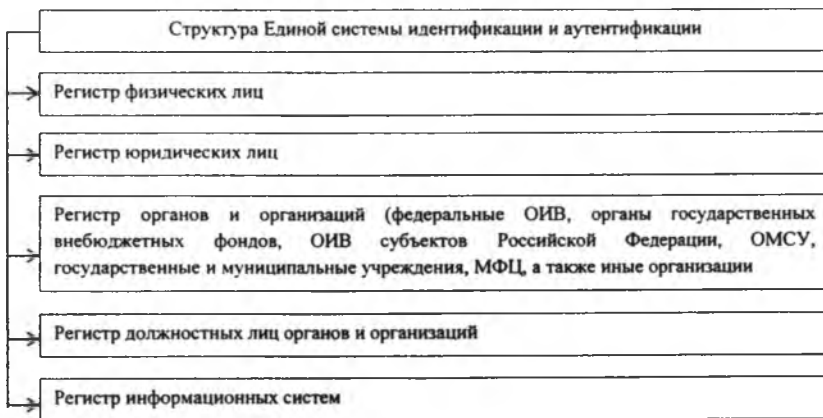 Структура Единой системы идентификации и аутентификации
Регистр физических лиц
Регистр юридических лиц
Регистр органов и организаций (федеральные ОИВ, органы государственных
внебюджетных фондов, ОИВ субъектов Российской Федерации, ОМСУ,
государственные и муниципальные учреждения, МФЦ, а также иные организации
Регистр должностных лиц органов и организаций
Регистр информационных систем